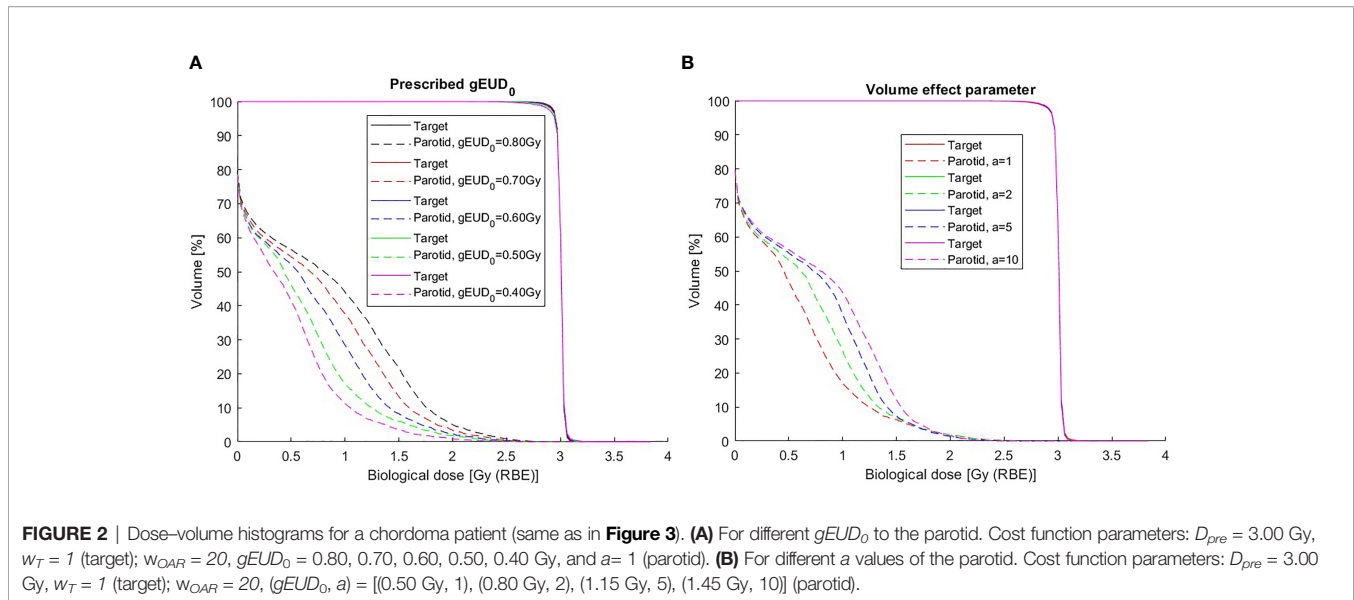 A
Prescribed gEUD0
Volume [%]
100
90
80
70
60
50
40
30
20
10
0
Target
Parotid, gEUD0=0.80Gy
Target
Parotid, gEUD0=0.70Gy
Target
Parotid, gEUD0=0.60Gy
Target
Parotid, gEUD0=0.50Gy
Target
Parotid, gEUD0=0.40Gy
0 0.5 1 1.5 2 2.5 3 3.5 4
Biological dose [Gy (RBE)]
B
Volume effect parameter
Volume [%]
100
90
80
70
60
50
40
30
20
10
0
Target
Parotid, a=1
Target
Parotid, a=2
Target
Parotid, a=5
Target
Parotid, a=10
0 0.5 1 1.5 2 2.5 3 3.5 4
Biological dose [Gy (RBE)]
FIGURE 2 | Dose–volume histograms for a chordoma patient (same as in Figure 3). (A) For different gEUD0 to the parotid. Cost function parameters: Dpre = 3.00 Gy,
wT = 1 (target); wOAR = 20, gEUD0 = 0.80, 0.70, 0.60, 0.50, 0.40 Gy, and a= 1 (parotid). (B) For different a values of the parotid. Cost function parameters: Dpre = 3.00
Gy, wT = 1 (target); wOAR = 20, (gEUD0, a) = [(0.50 Gy, 1), (0.80 Gy, 2), (1.15 Gy, 5), (1.45 Gy, 10)] (parotid).